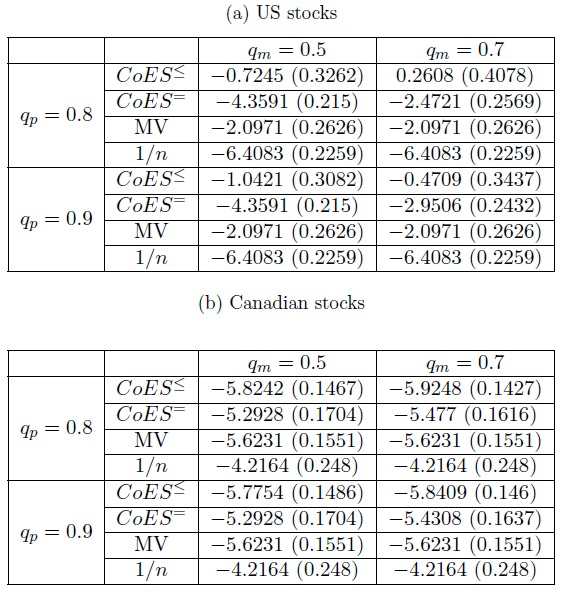 (a) US stocks
q_m = 0.5 q_m = 0.7
q_p = 0.8 CoES^≤ −0.7245 (0.3262) 0.2608 (0.4078)
CoES^= −4.3591 (0.215) −2.4721 (0.2569)
MV −2.0971 (0.2626) −2.0971 (0.2626)
1/n −6.4083 (0.2259) −6.4083 (0.2259)
q_p = 0.9 CoES^≤ −1.0421 (0.3082) −0.4709 (0.3437)
CoES^= −4.3591 (0.215) −2.9506 (0.2432)
MV −2.0971 (0.2626) −2.0971 (0.2626)
1/n −6.4083 (0.2259) −6.4083 (0.2259)
(b) Canadian stocks
q_m = 0.5 q_m = 0.7
q_p = 0.8 CoES^≤ −5.8242 (0.1467) −5.9248 (0.1427)
CoES^= −5.2928 (0.1704) −5.477 (0.1616)
MV −5.6231 (0.1551) −5.6231 (0.1551)
1/n −4.2164 (0.248) −4.2164 (0.248)
q_p = 0.9 CoES^≤ −5.7754 (0.1486) −5.8409 (0.146)
CoES^= −5.2928 (0.1704) −5.4308 (0.1637)
MV −5.6231 (0.1551) −5.6231 (0.1551)
1/n −4.2164 (0.248) −4.2164 (0.248)